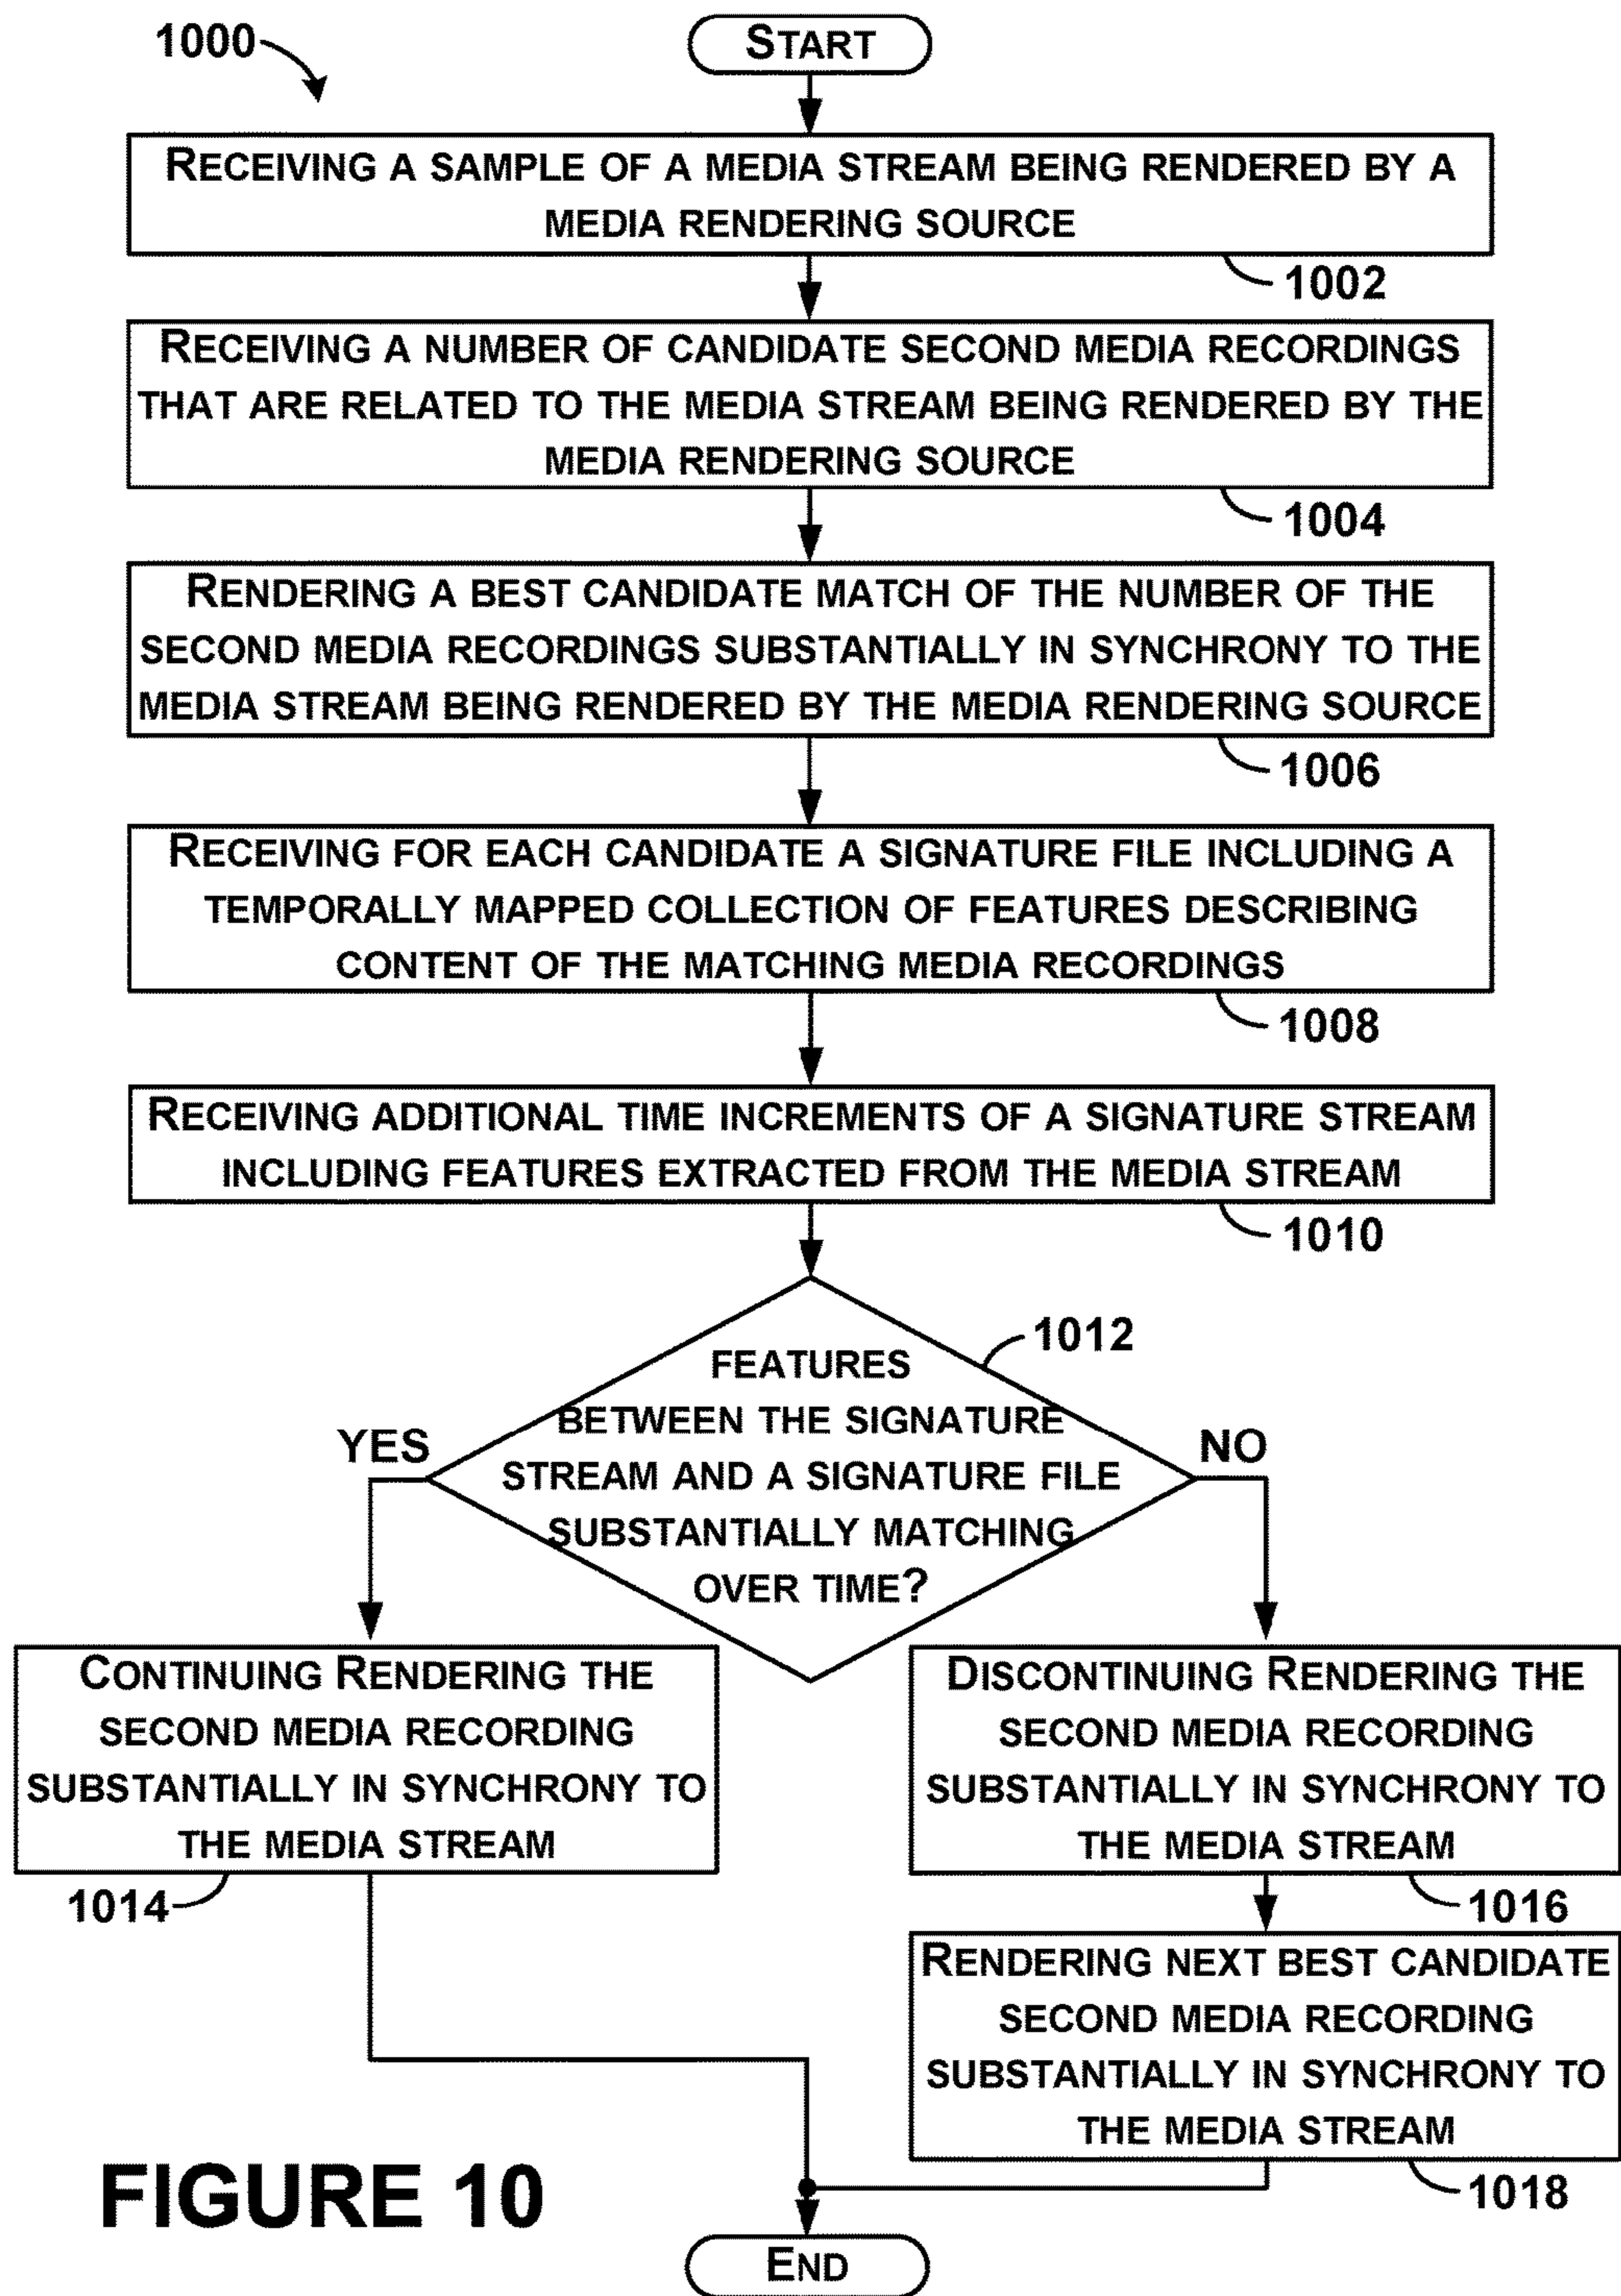 1000
START
RECEIVING A SAMPLE OF A MEDIA STREAM BEING RENDERED BY A
MEDIA RENDERING SOURCE
1002
RECEIVING A NUMBER OF CANDIDATE SECOND MEDIA RECORDINGS
THAT ARE RELATED TO THE MEDIA STREAM BEING RENDERED BY THE
MEDIA RENDERING SOURCE
1004
RENDERING A BEST CANDIDATE MATCH OF THE NUMBER OF THE
SECOND MEDIA RECORDINGS SUBSTANTIALLY IN SYNCHRONY TO THE
MEDIA STREAM BEING RENDERED BY THE MEDIA RENDERING SOURCE
1006
RECEIVING FOR EACH CANDIDATE A SIGNATURE FILE INCLUDING A
TEMPORALLY MAPPED COLLECTION OF FEATURES DESCRIBING
CONTENT OF THE MATCHING MEDIA RECORDINGS
1008
RECEIVING ADDITIONAL TIME INCREMENTS OF A SIGNATURE STREAM
INCLUDING FEATURES EXTRACTED FROM THE MEDIA STREAM
1010
1012
FEATURES
BETWEEN THE SIGNATURE
STREAM AND A SIGNATURE FILE
SUBSTANTIALLY MATCHING
OVER TIME?
YES
NO
CONTINUING RENDERING THE
SECOND MEDIA RECORDING
SUBSTANTIALLY IN SYNCHRONY TO
THE MEDIA STREAM
1014
DISCONTINUING RENDERING THE
SECOND MEDIA RECORDING
SUBSTANTIALLY IN SYNCHRONY TO
THE MEDIA STREAM
1016
RENDERING NEXT BEST CANDIDATE
SECOND MEDIA RECORDING
SUBSTANTIALLY IN SYNCHRONY TO
THE MEDIA STREAM
1018
FIGURE 10
END